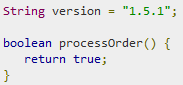 String version = "1.5.1";
boolean processOrder() {
return true;
}